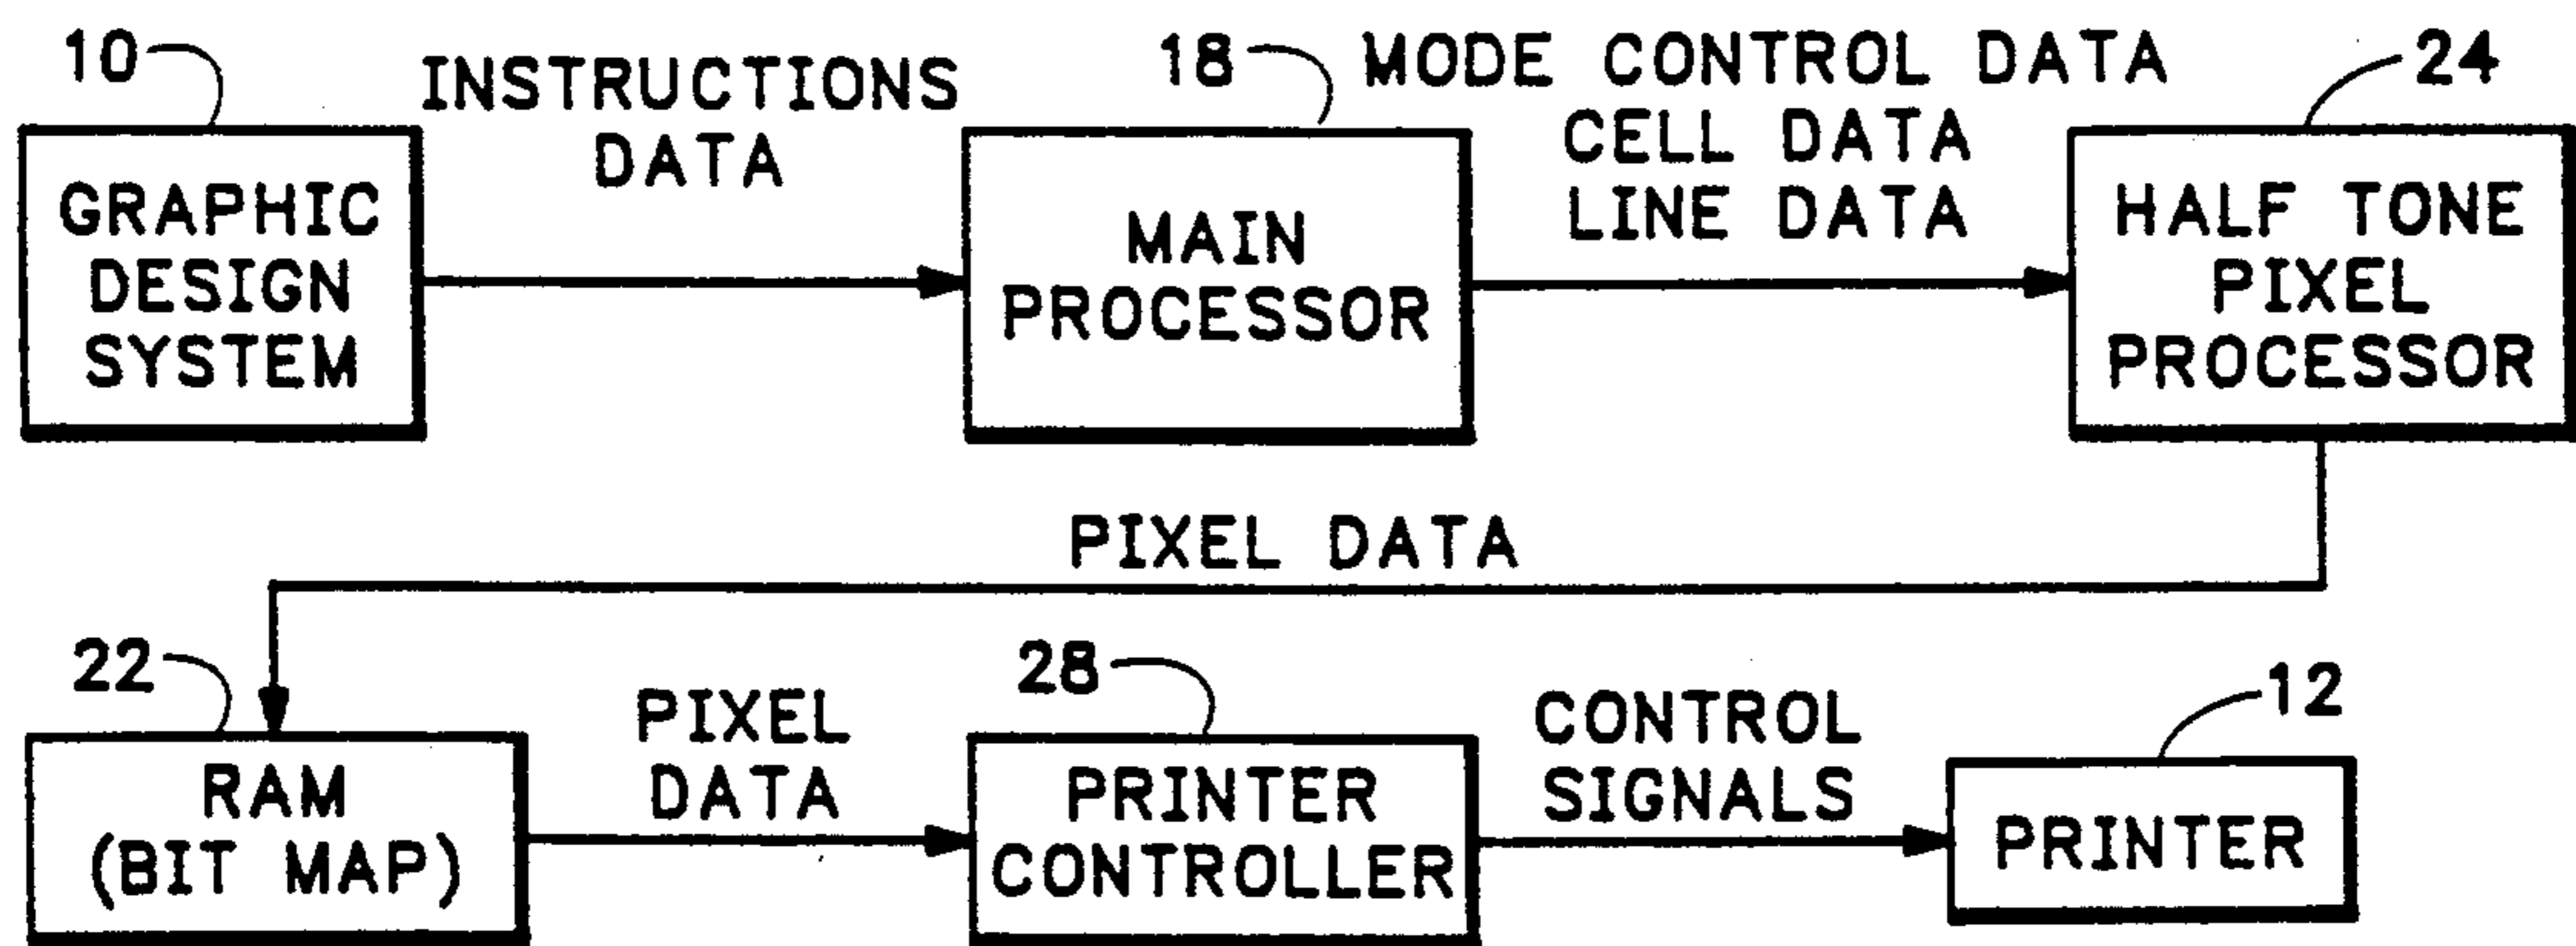 10
INSTRUCTIONS
DATA
18
MODE CONTROL DATA
CELL DATA
LINE DATA
24
GRAPHIC
DESIGN
SYSTEM
MAIN
PROCESSOR
HALF TONE
PIXEL
PROCESSOR
PIXEL DATA
22
PIXEL
DATA
28
CONTROL
SIGNALS
12
RAM
(BIT MAP)
PRINTER
CONTROLLER
PRINTER